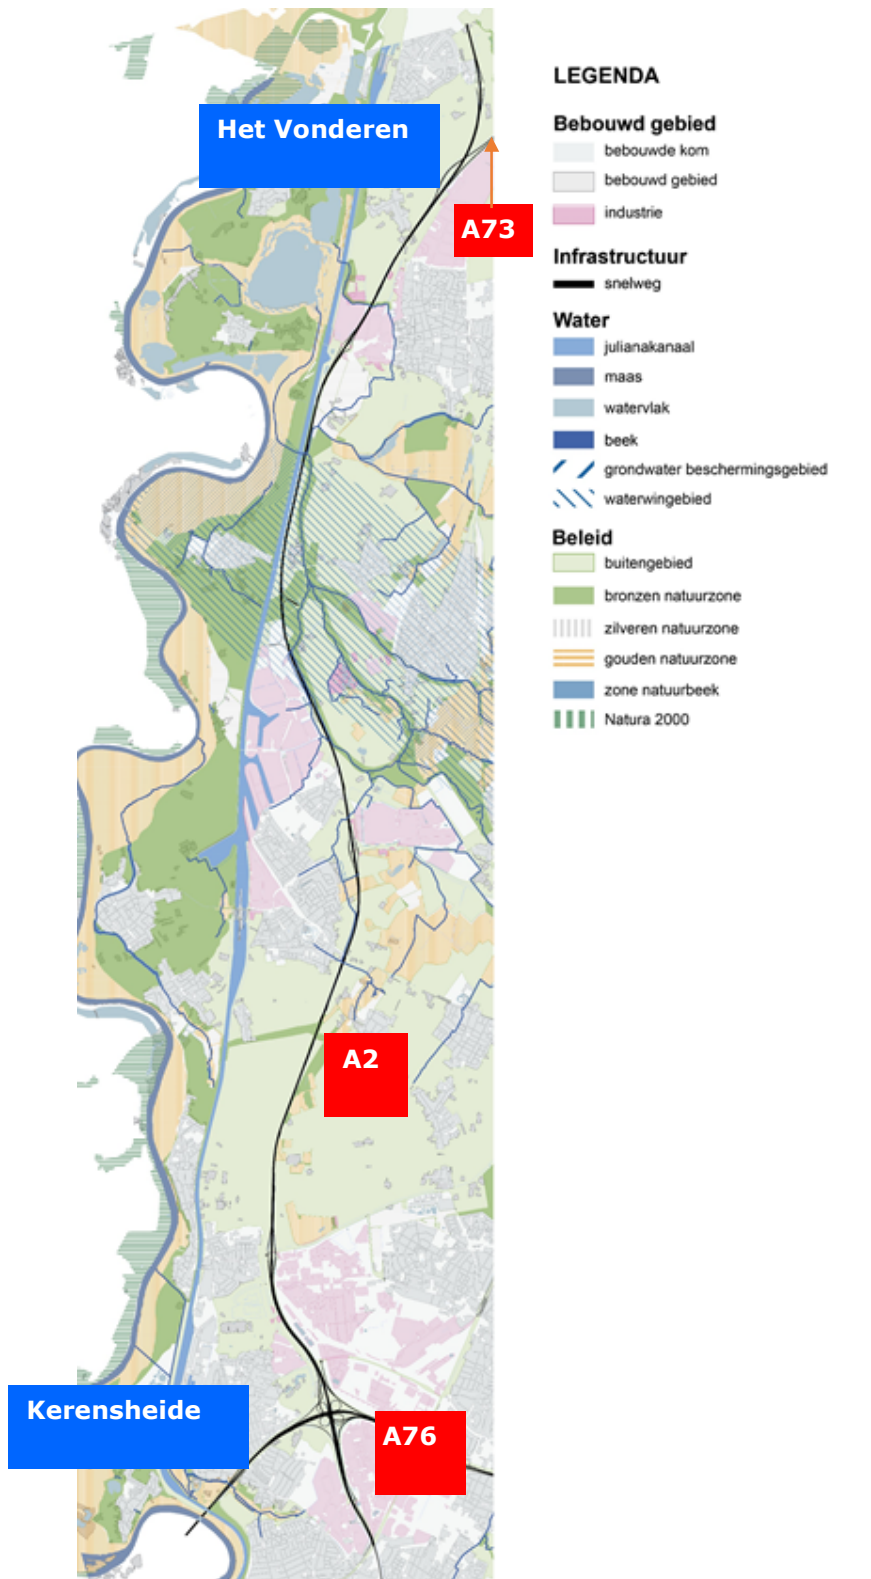 Het Vonderen
A73
A2
Kerensheide
A76
LEGENDA
Bebouwd gebied
bebouwde kom
bebouwd gebied
industrie
Infrastructuur
snelweg
Water
julianakanaal
maas
watervlak
beek
grondwater beschermingsgebied
waterwingebied
Beleid
buitengebied
bronzen natuurzone
zilveren natuurzone
gouden natuurzone
zone natuurbeek
Natura 2000